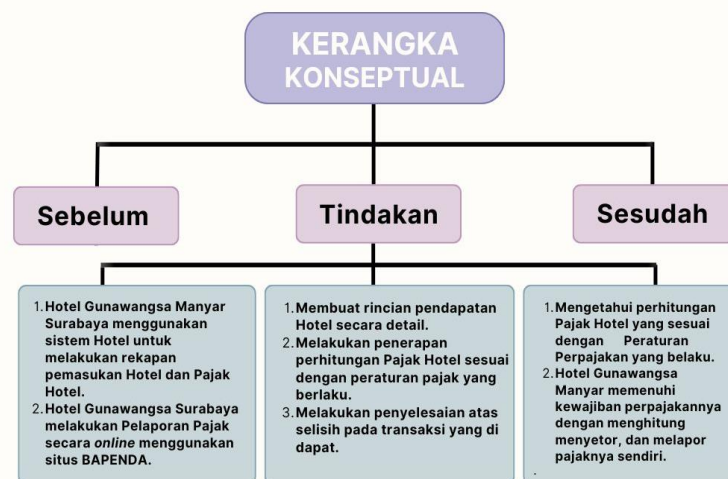 KERANGKA
KONSEPTUAL
Sebelum
Tindakan
Sesudah
1. Hotel Gunawangsa Manyar
Surabaya menggunakan
sistem Hotel untuk
melakukan rekapan
pemasukan Hotel dan Pajak
Hotel.
2. Hotel Gunawangsa Surabaya
melakukan Pelaporan Pajak
secara online menggunakan
situs BAPENDA.
1. Membuat rincian pendapatan
Hotel secara detail.
2. Melakukan penerapan
perhitungan Pajak Hotel sesuai
dengan peraturan pajak yang
berlaku.
3. Melakukan penyelesaian atas
selisih pada transaksi yang di
dapat.
1. Mengetahui perhitungan
Pajak Hotel yang sesuai
dengan Peraturan
Perpajakan yang belaku.
2. Hotel Gunawangsa
Manyar memenuhi
kewajiban perpajakannya
dengan menghitung
menyetor, dan melapor
pajaknya sendiri.
.